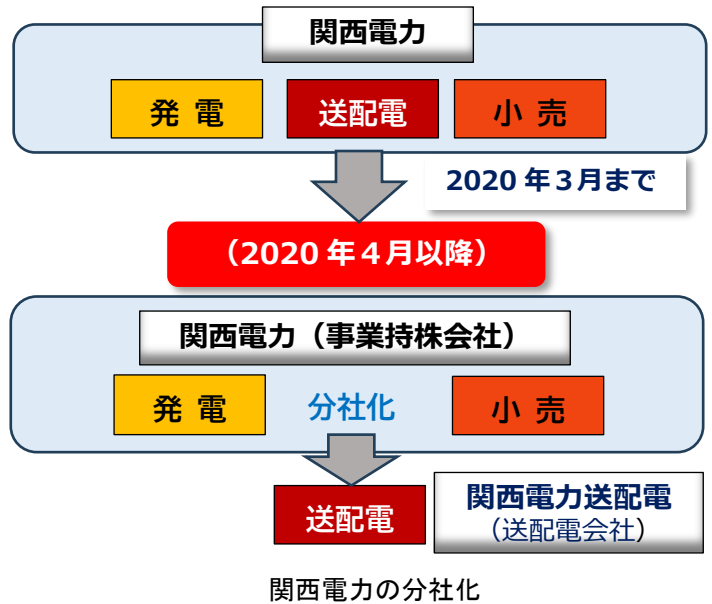 関西電力
発 電
送配電
小 売
2020 年３月まで
（2020 年４月以降）
関西電力（事業持株会社）
発 電
分社化
小 売
送配電
関西電力送配電
（送配電会社）
関西電力の分社化